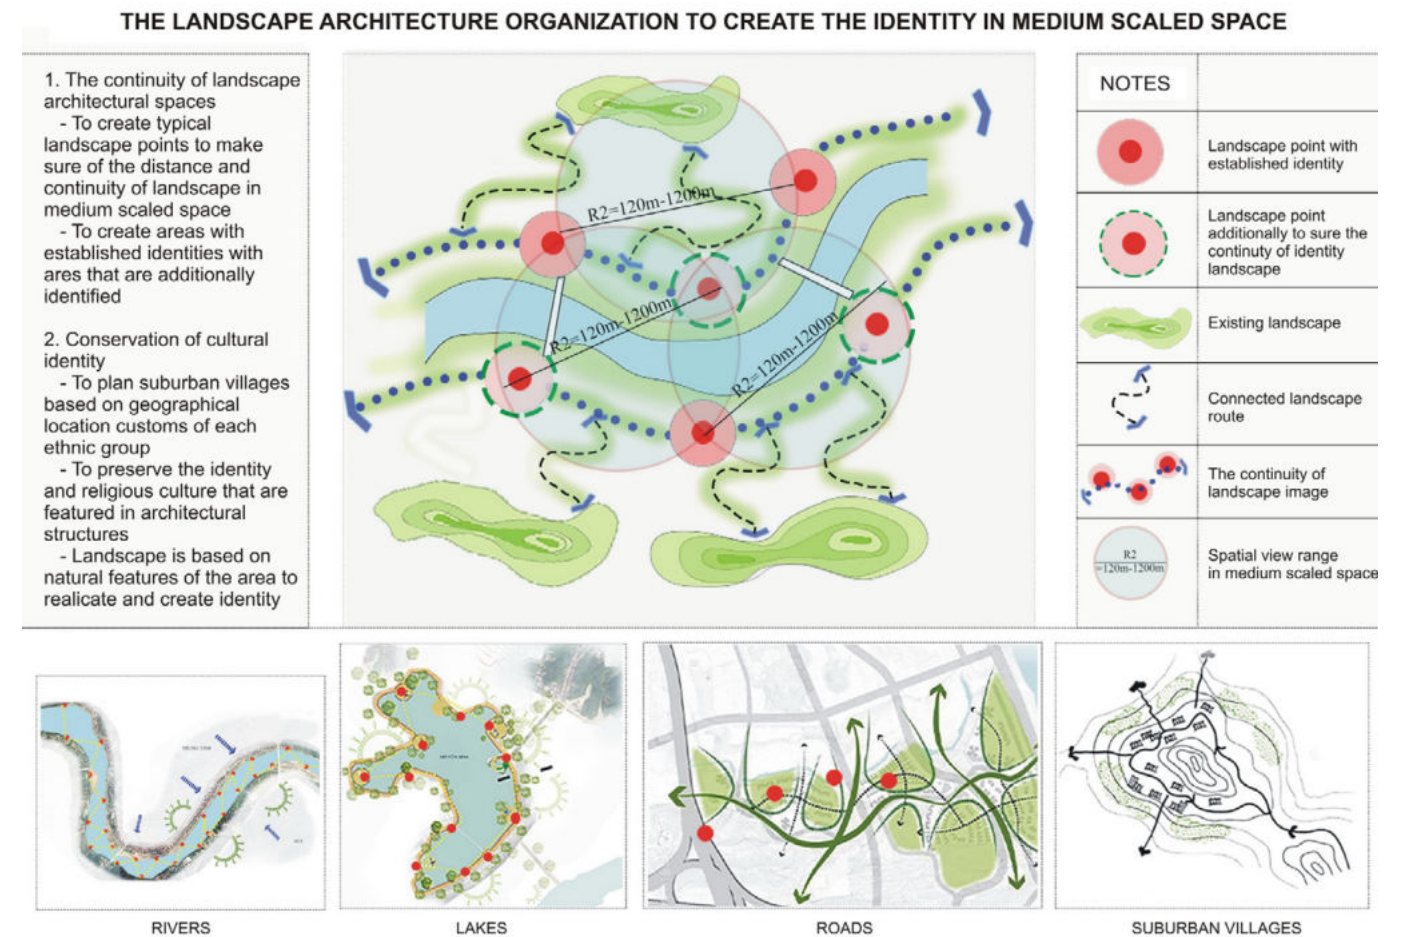 THE LANDSCAPE ARCHITECTURE ORGANIZATION TO CREATE THE IDENTITY IN MEDIUM SCALED SPACE
1. The continuity of landscape
architectural spaces
- To create typical
landscape points to make
sure of the distance and
continuity of landscape in
medium scaled space
- To create areas with
established identities with
ares that are additionally
identified
2. Conservation of cultural
identity
- To plan suburban villages
based on geographical
location customs of each
ethnic group
- To preserve the identity
and religious culture that are
featured in architectural
structures
- Landscape is based on
natural features of the area to
realicate and create identity
R2=120m-1200m
R2=120m-1200m
R2=120m-1200m
NOTES
Landscape point with
established identity
Landscape point
additionally to sure the
continuty of identity
landscape
Existing landscape
Connected landscape
route
The continuity of
landscape image
R2
=120m-1200m
Spatial view range
in medium scaled space
RIVERS
LAKES
ROADS
SUBURBAN VILLAGES